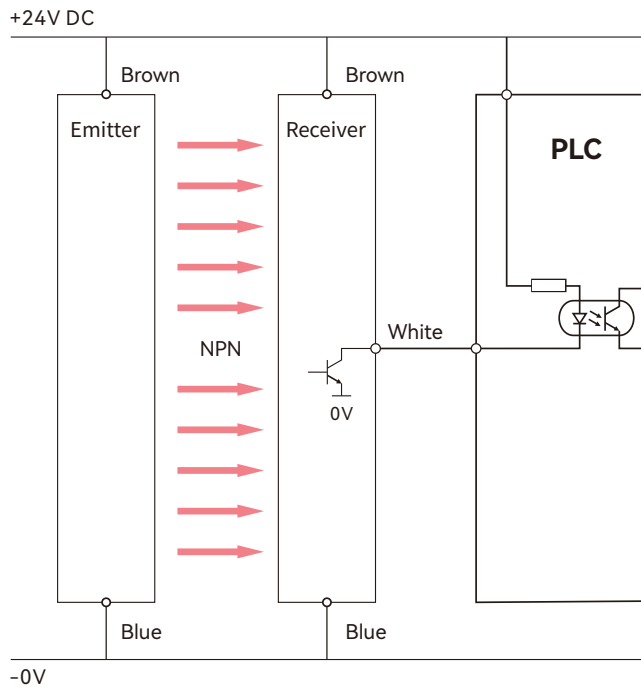 +24V DC
Brown
Brown
Emitter
Receiver
PLC
White
NPN
0V
Blue
Blue
-0V